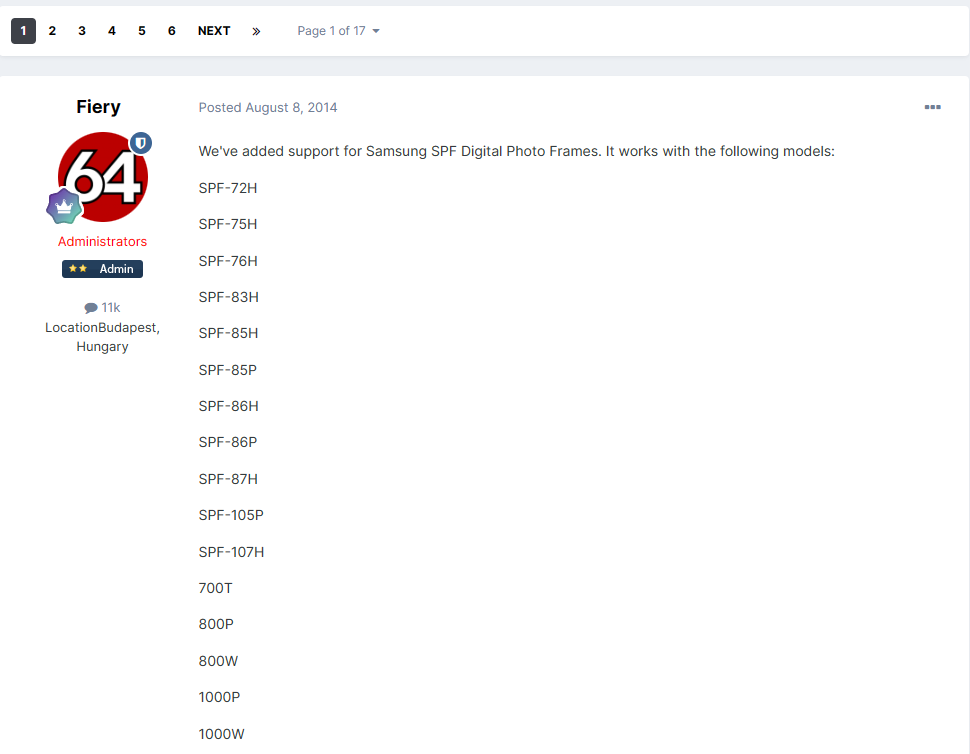 1 2 3 4 5 6 NEXT » Page 1 of 17
Fiery
Posted August 8, 2014
64
We've added support for Samsung SPF Digital Photo Frames. It works with the following models:
SPF-72H
SPF-75H
Administrators
SPF-76H
Admin
SPF-83H
11k
LocationBudapest,
Hungary
SPF-85H
SPF-85P
SPF-86H
SPF-86P
SPF-87H
SPF-105P
SPF-107H
700T
800P
800W
1000P
1000W